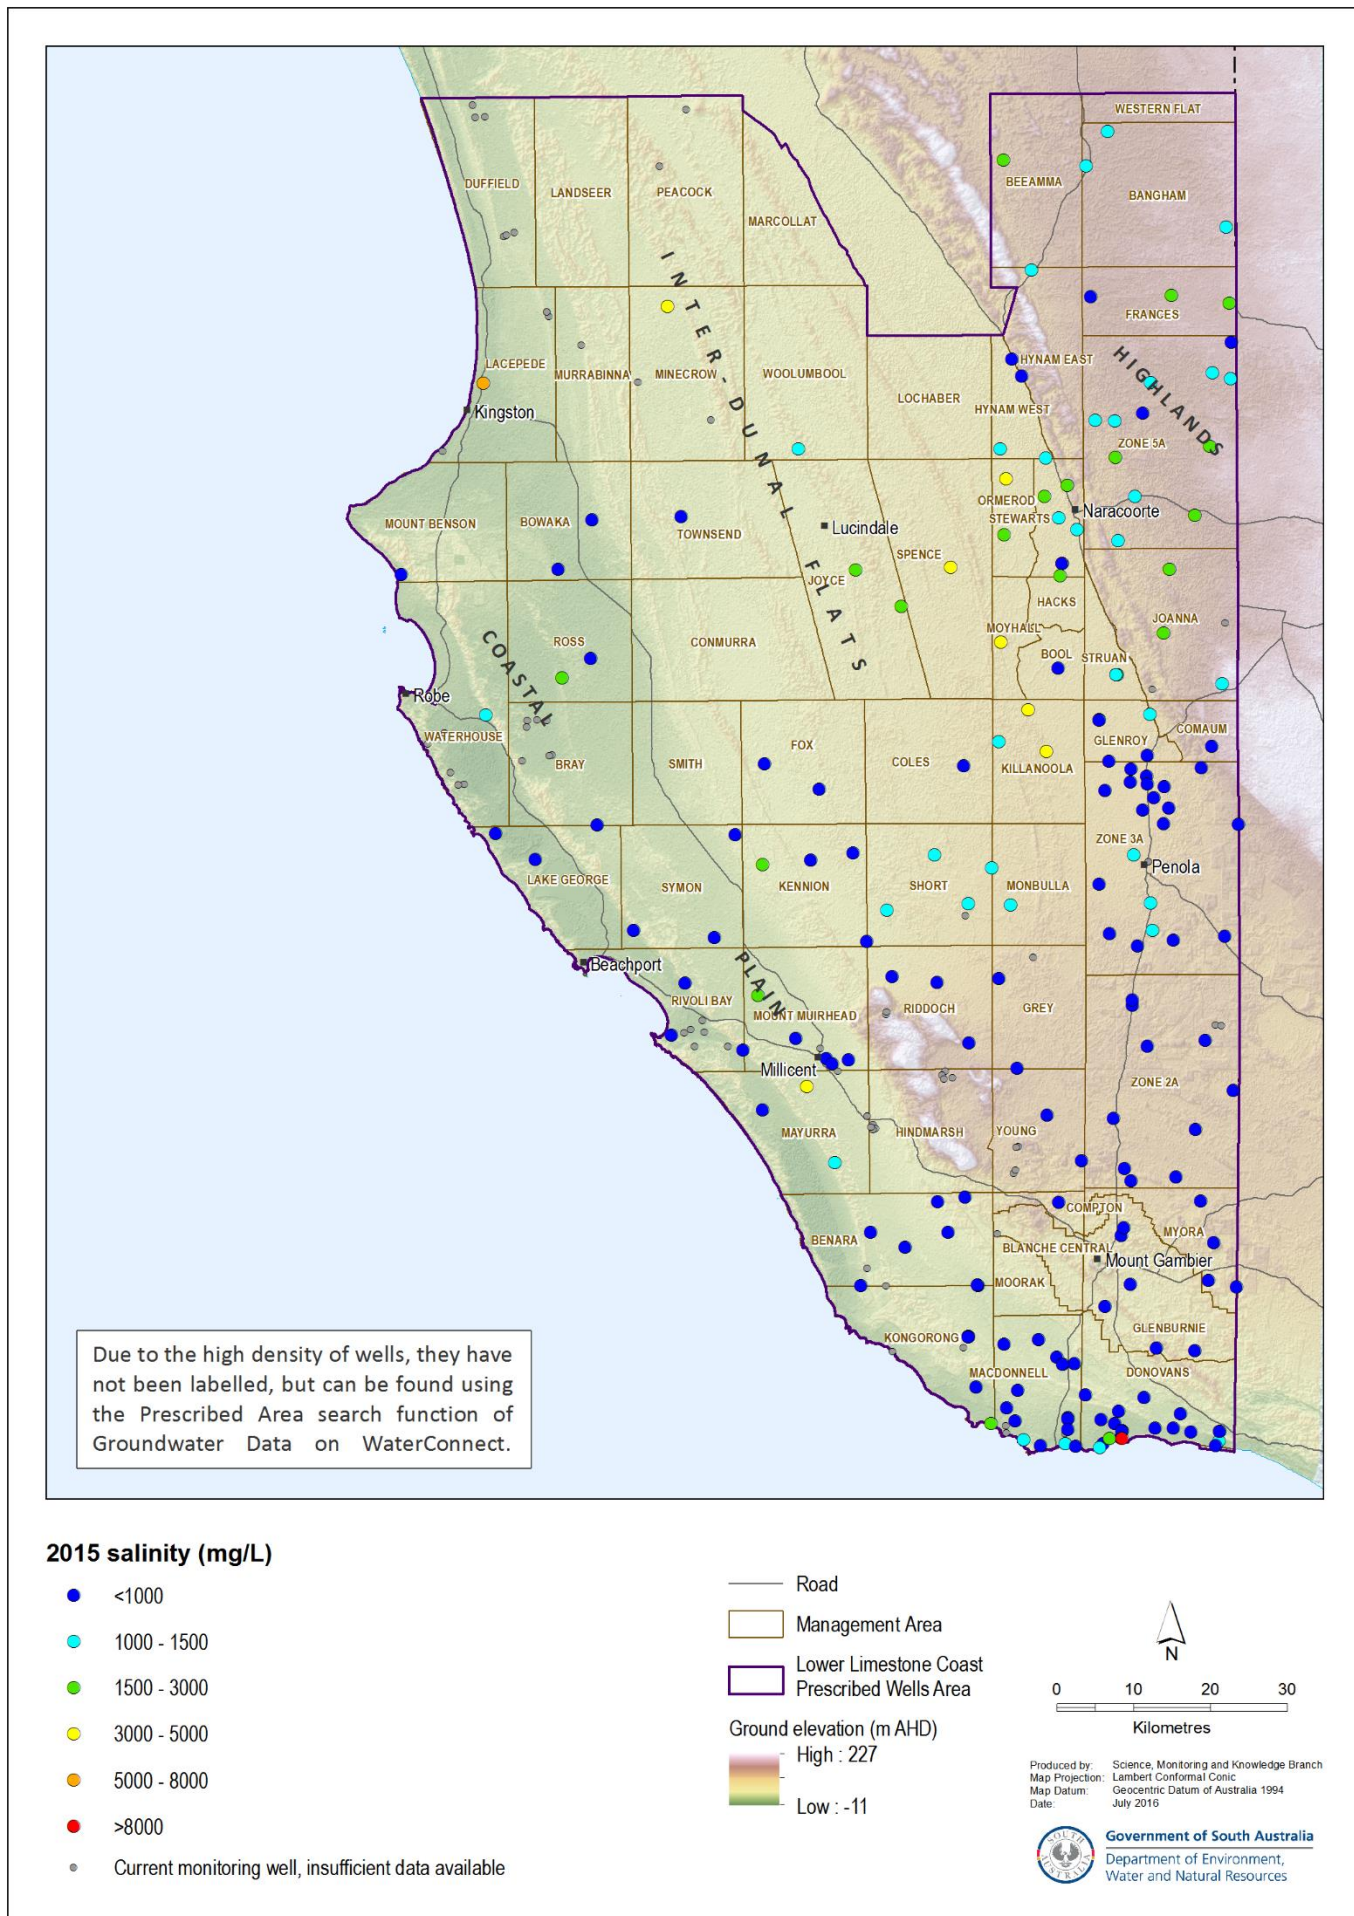 WESTERN FLAT
BEEAMMA
DUFFIELD
LANDSEER
PEACOCK
BANGHAM
MARCOLLAT
INTER-DUNAL FLATS
FRANCES
LACEPEDE
MURRABINNA
MINECROW
WOOLUMBOOL
HYNAM EAST
HIGHLANDS
LOCHABER
Kingston
HYNAM WEST
ZONE 5A
ORMEROD
Naracoorte
MOUNT BENSON
BOWAKA
TOWNSEND
Lucindale
STEWARTS
SPENCE
JOYCE
HACKS
JOANNA
COASTAL
ROSS
CONMURRA
MOYHALL
BOOL
STRUAN
Robe
WATERHOUSE
COMAUM
FOX
GLENROY
BRAY
SMITH
COLES
KILLANOOLA
ZONE 3A
Penola
LAKE GEORGE
SYMON
KENNION
SHORT
MONBULLA
Beachport
PLAIN
RIVOLI BAY
MOUNT MUIRHEAD
RIDDOCH
GREY
Millicent
ZONE 2A
MAYURRA
HINDMARSH
YOUNG
COMPTON
MYORA
BENARA
BLANCHE CENTRAL
Mount Gambier
MOORAK
GLENBURNIE
KONGORONG
MACDONNELL
DONOVANS
Due to the high density of wells, they have
not been labelled, but can be found using
the Prescribed Area search function of
Groundwater Data on WaterConnect.
2015 salinity (mg/L)
<1000
1000 - 1500
1500 - 3000
3000 - 5000
5000 - 8000
>8000
Current monitoring well, insufficient data available
Road
Management Area
Lower Limestone Coast
Prescribed Wells Area
Ground elevation (m AHD)
High : 227
Low : -11
N
0 10 20 30
Kilometres
Produced by: Science, Monitoring and Knowledge Branch
Map Projection: Lambert Conformal Conic
Map Datum: Geocentric Datum of Australia 1994
Date: July 2016
SOUTH AUSTRALIA
Government of South Australia
Department of Environment,
Water and Natural Resources